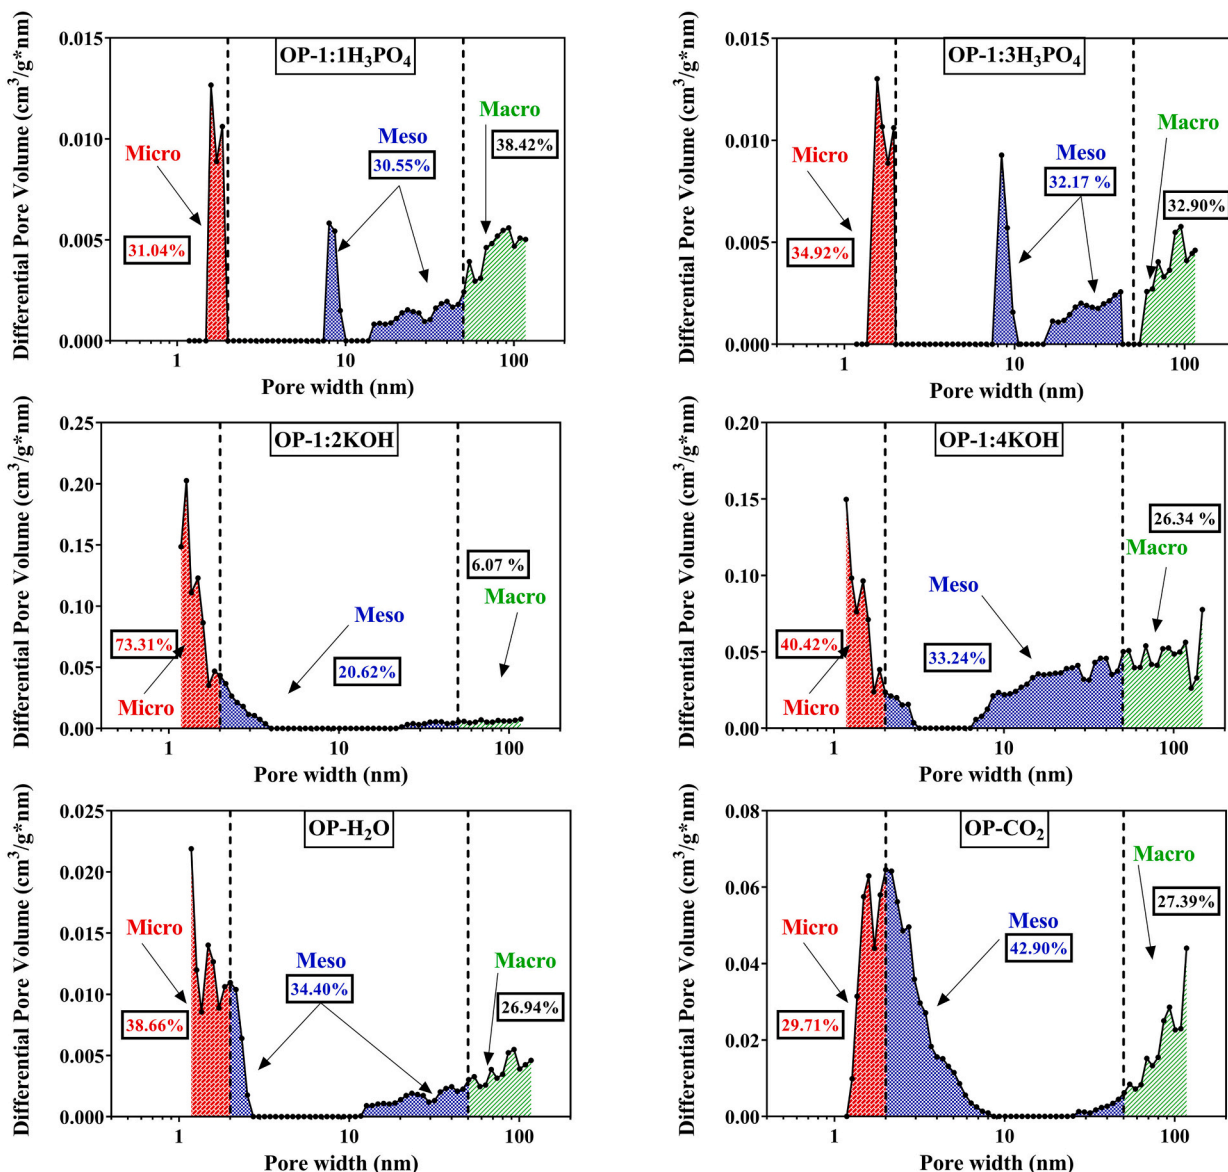 Differential Pore Volume (cm³/g*nm)
0.015
0.010
0.005
0.000
OP-1:1H₃PO₄
Micro
31.04%
Meso
30.55%
Macro
38.42%
1
10
100
Pore width (nm)
Differential Pore Volume (cm³/g*nm)
0.015
0.010
0.005
0.000
OP-1:3H₃PO₄
Micro
34.92%
Meso
32.17 %
Macro
32.90%
1
10
100
Pore width (nm)
Differential Pore Volume (cm³/g*nm)
0.25
0.20
0.15
0.10
0.05
0.00
OP-1:2KOH
73.31%
Micro
Meso
20.62%
6.07 %
Macro
1
10
100
Pore width (nm)
Differential Pore Volume (cm³/g*nm)
0.20
0.15
0.10
0.05
0.00
OP-1:4KOH
40.42%
Micro
Meso
33.24%
26.34 %
Macro
1
10
100
Pore width (nm)
Differential Pore Volume (cm³/g*nm)
0.025
0.020
0.015
0.010
0.005
0.000
OP-H₂O
Micro
38.66%
Meso
34.40%
Macro
26.94%
1
10
100
Pore width (nm)
Differential Pore Volume (cm³/g*nm)
0.08
0.06
0.04
0.02
0.00
OP-CO₂
Micro
29.71%
Meso
42.90%
Macro
27.39%
1
10
100
Pore width (nm)